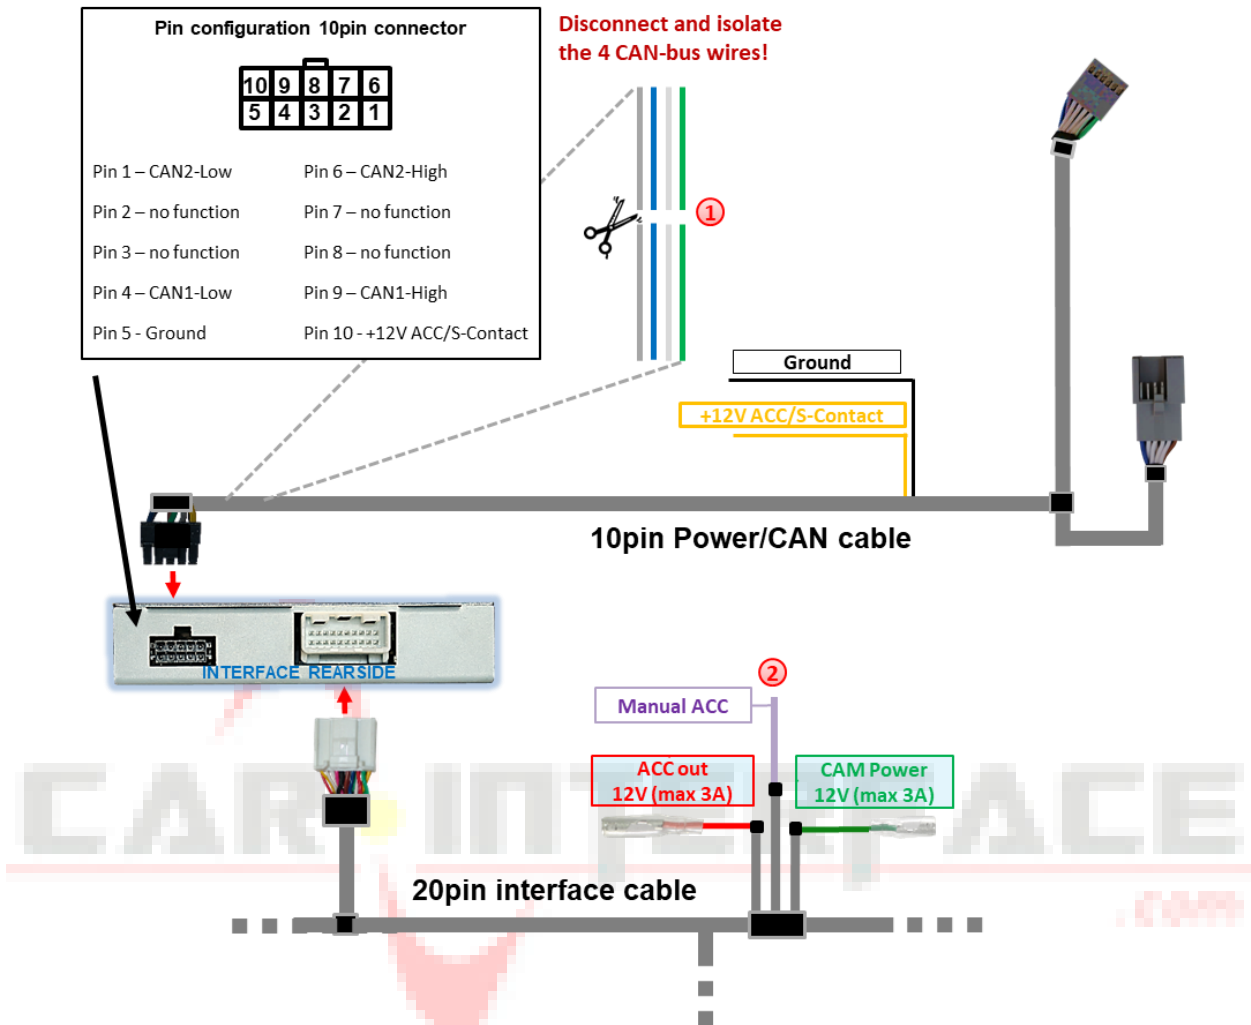 Pin configuration 10pin connector
10 9 8 7 6
5 4 3 2 1
Pin 1 – CAN2-Low
Pin 6 – CAN2-High
Pin 2 – no function
Pin 7 – no function
Pin 3 – no function
Pin 8 – no function
Pin 4 – CAN1-Low
Pin 9 – CAN1-High
Pin 5 - Ground
Pin 10 - +12V ACC/S-Contact
Disconnect and isolate
the 4 CAN-bus wires!
1
Ground
+12V ACC/S-Contact
10pin Power/CAN cable
INTERFACE REARSIDE
2
Manual ACC
ACC out
12V (max 3A)
CAM Power
12V (max 3A)
20pin interface cable
CAR INTERFACE
.com